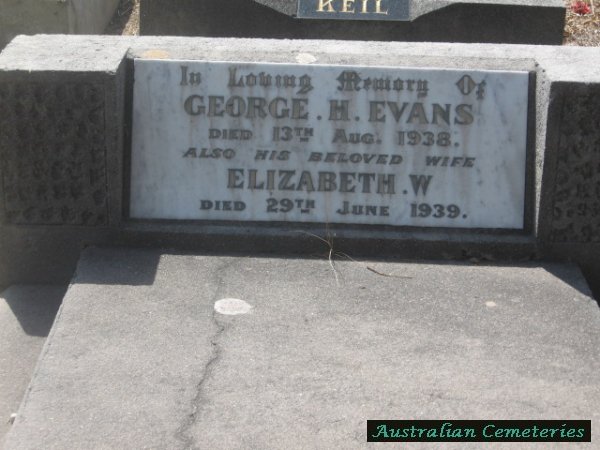 KEIL
In Loving Memory Of
GEORGE. H. EVANS
DIED 13TH AUG. 1938.
ALSO HIS BELOVED WIFE
ELIZABETH. W
DIED 29TH JUNE 1939.
Australian Cemeteries